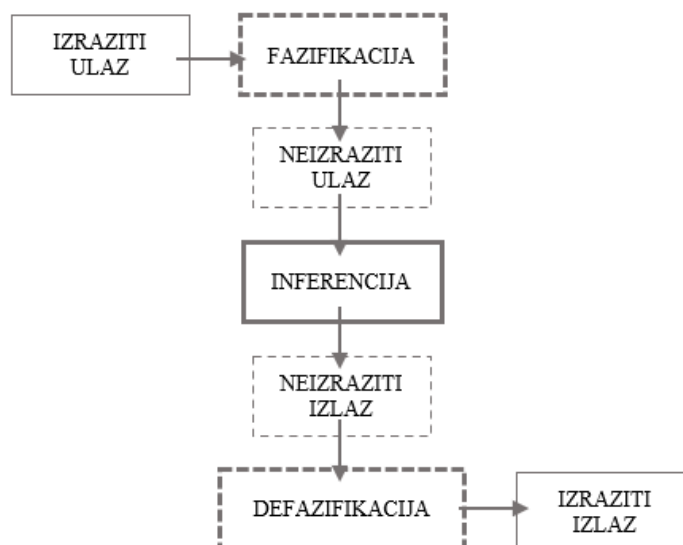 IZRAZITI
ULAZ
FAZIFIKACIJA
NEIZRAZITI
ULAZ
INFERENCIJA
NEIZRAZITI
IZLAZ
DEFAZIFIKACIJA
IZRAZITI
IZLAZ